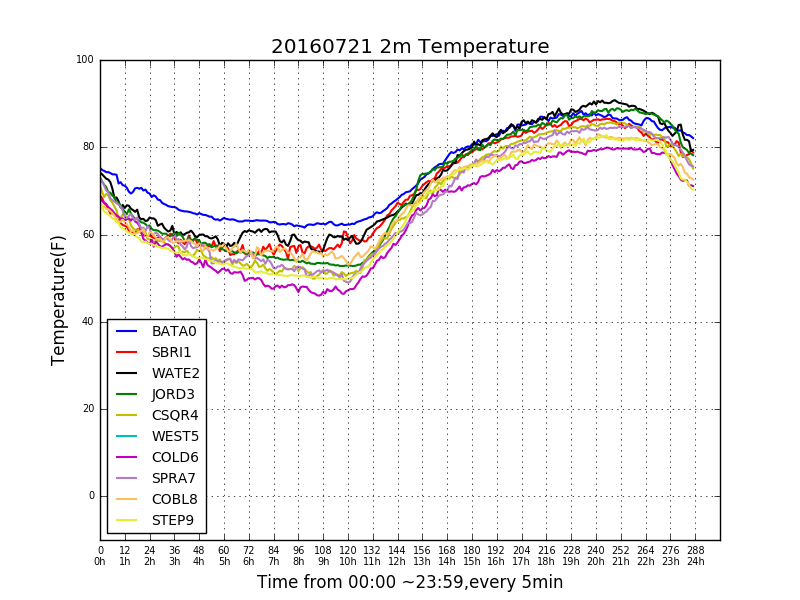 20160721 2m Temperature
100
80
60
40
20
0
Temperature(F)
BATA0
SBRI1
WATE2
JORD3
CSQR4
WEST5
COLD6
SPRA7
COBL8
STEP9
0 12 24 36 48 60 72 84 96 108 120 132 144 156 168 180 192 204 216 228 240 252 264 276 288
0h 1h 2h 3h 4h 5h 6h 7h 8h 9h 10h 11h 12h 13h 14h 15h 16h 17h 18h 19h 20h 21h 22h 23h 24h
Time from 00:00 ~23:59,every 5min